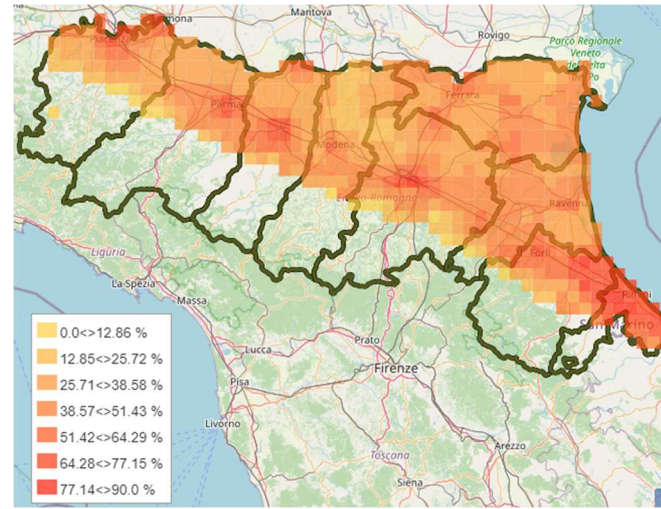 Mantova
Rovigo
Parco Regionale
Veneto
Piacenza
Ferrara
Parma
Modena
Emilia-Romagna
Ravenna
Forlì
Liguria
Rimini
La Spezia
San Marino
Massa
Lucca
Prato
Firenze
Pisa
Livorno
Arezzo
Toscana
Siena
0.0<>12.86 %
12.85<>25.72 %
25.71<>38.58 %
38.57<>51.43 %
51.42<>64.29 %
64.28<>77.15 %
77.14<>90.0 %